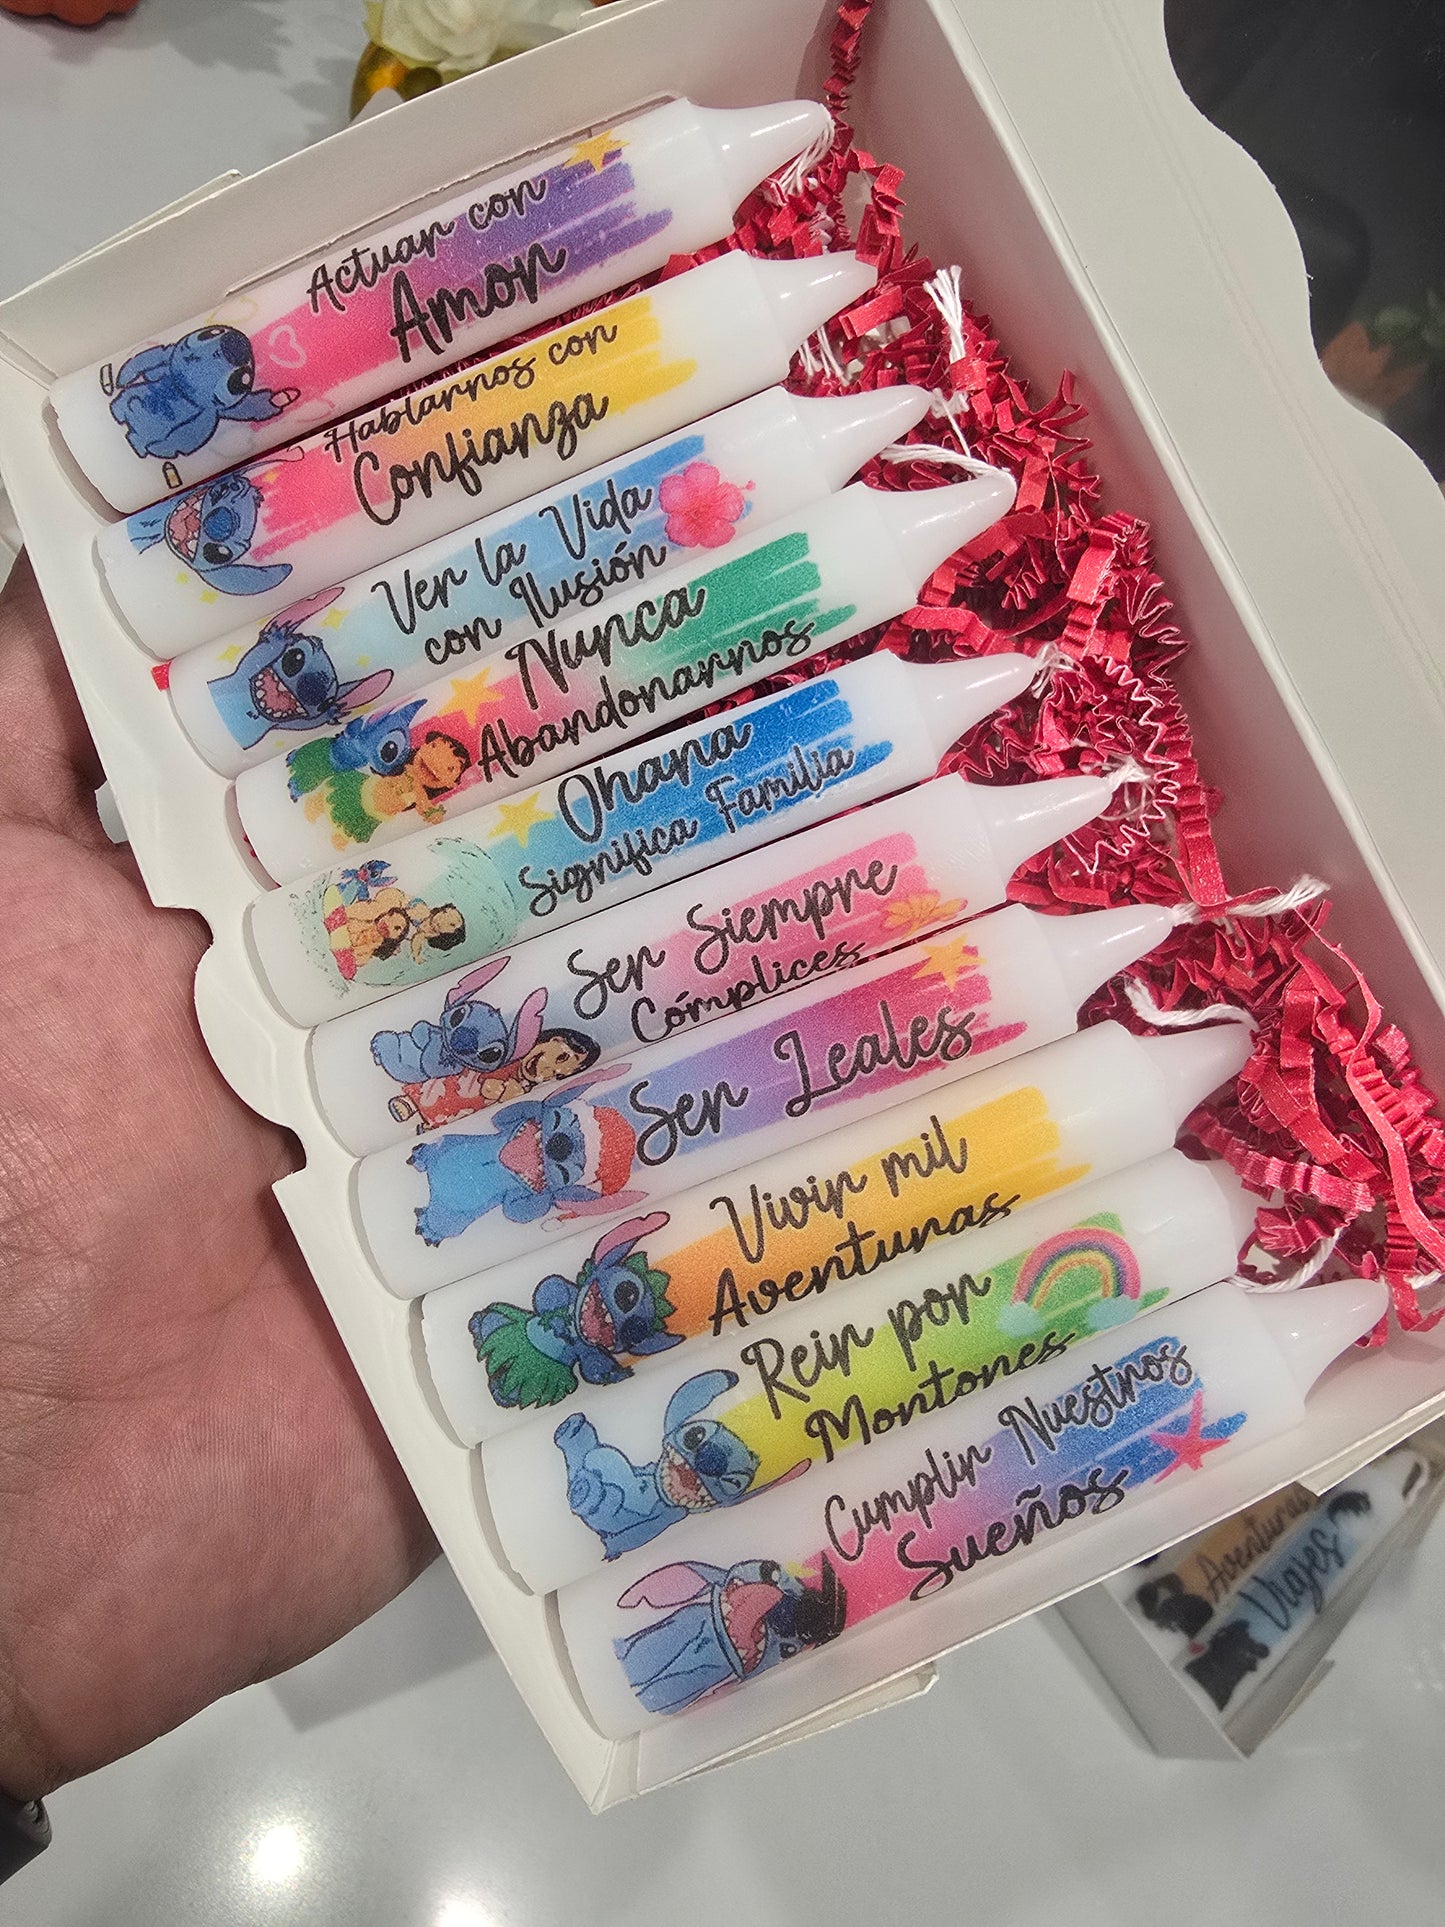 Actuar con
Amor
Hablarnos con
Confianza
Ver la Vida
con Ilusión
Nunca
Abandonarnos
Ohana
Significa Familia
Ser Siempre
Cómplices
Ser Leales
Vivir mil
Aventuras
Reir por
Montones
Cumplir Nuestros
Sueños
Aventuras
Viajes